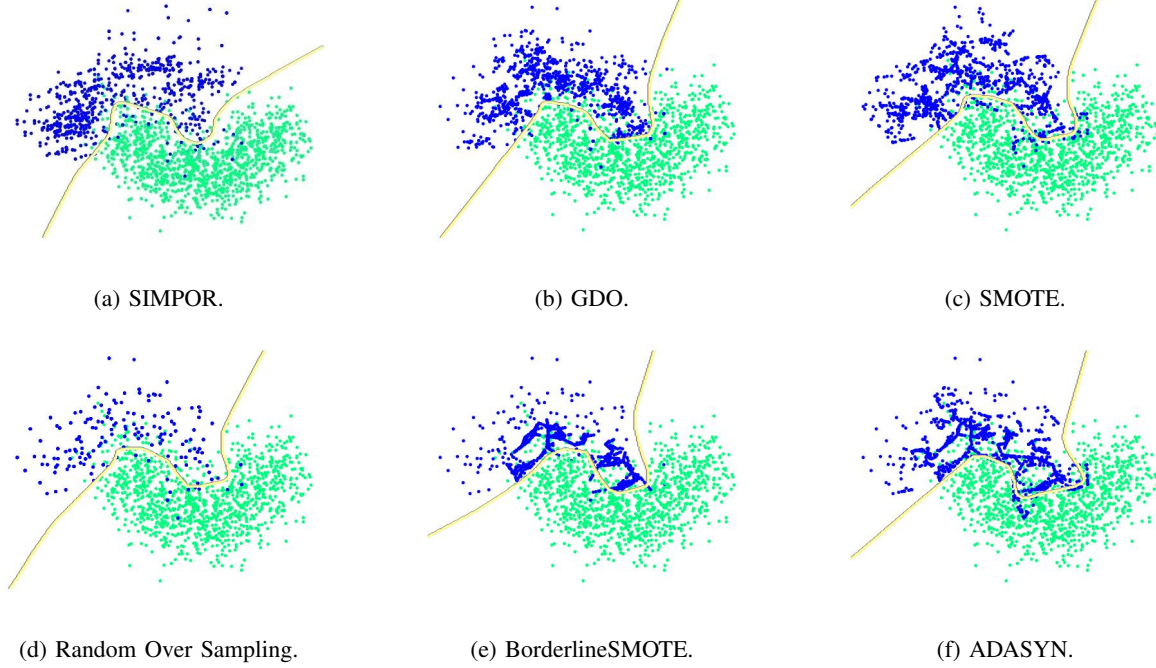 (a) SIMPOR.
(b) GDO.
(c) SMOTE.
(d) Random Over Sampling.
(e) BorderlineSMOTE.
(f) ADASYN.